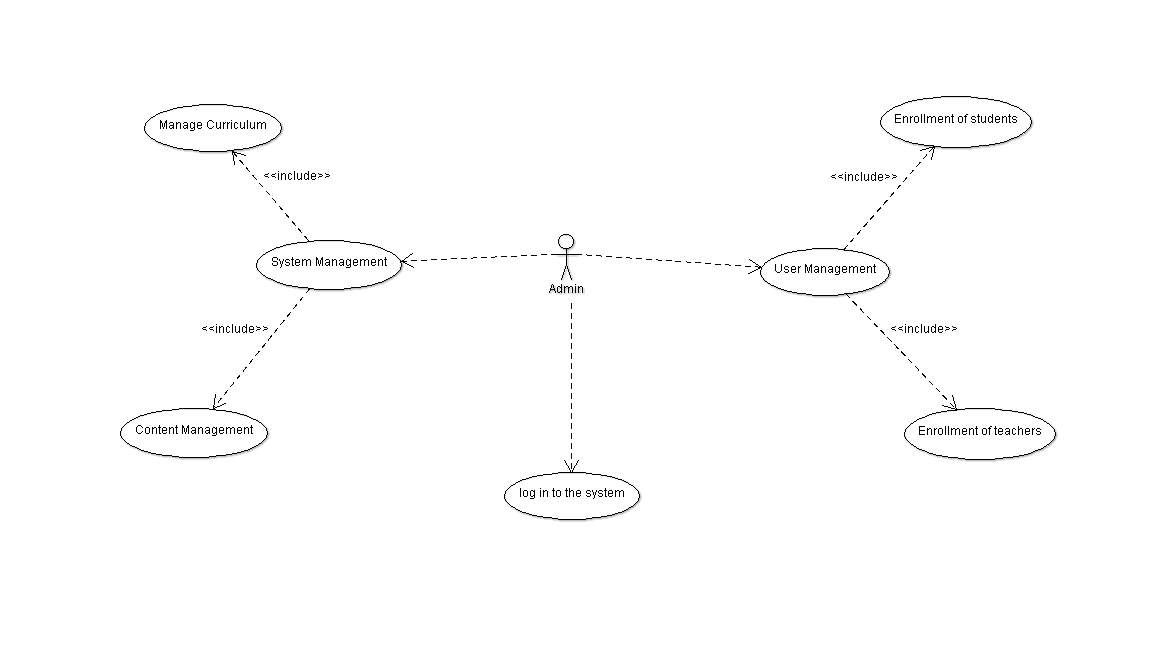 Enrollment of students
Manage Curriculum
<<include>>
<<include>>
System Management
User Management
Admin
<<include>>
<<include>>
Content Management
Enrollment of teachers
log in to the system